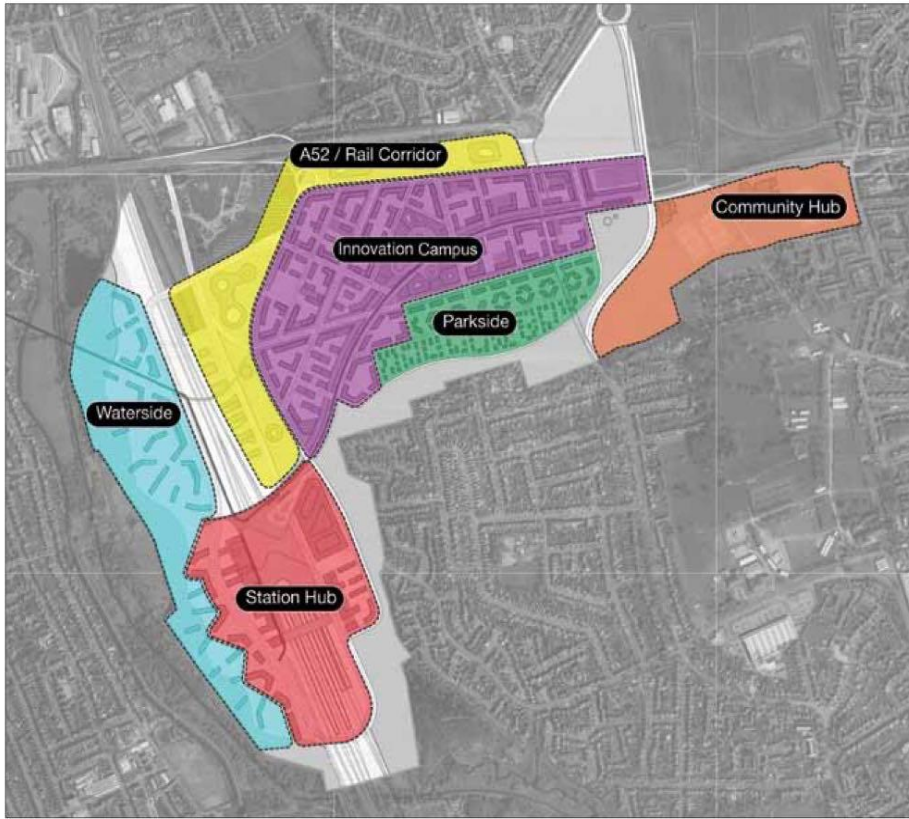 A52 / Rail Corridor
Community Hub
Innovation Campus
Parkside
Waterside
Station Hub